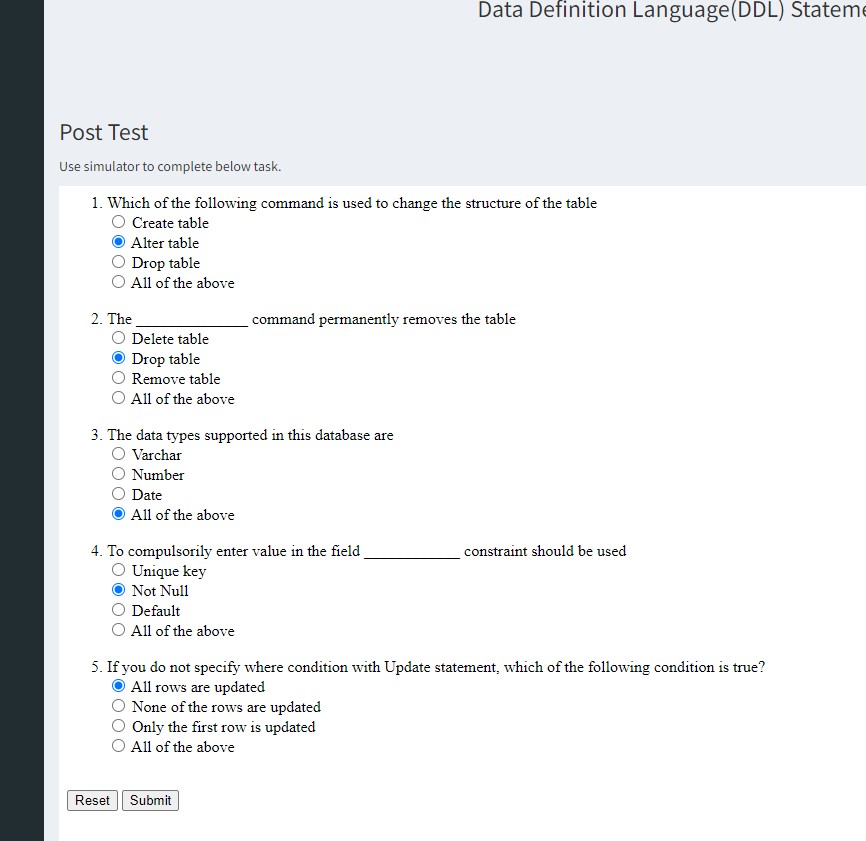 Data Definition Language(DDL) Statem
Post Test
Use simulator to complete below task.
1. Which of the following command is used to change the structure of the table
Create table
Alter table
Drop table
All of the above
2. The ______________ command permanently removes the table
Delete table
Drop table
Remove table
All of the above
3. The data types supported in this database are
Varchar
Number
Date
All of the above
4. To compulsorily enter value in the field ____________ constraint should be used
Unique key
Not Null
Default
All of the above
5. If you do not specify where condition with Update statement, which of the following condition is true?
All rows are updated
None of the rows are updated
Only the first row is updated
All of the above
Reset Submit